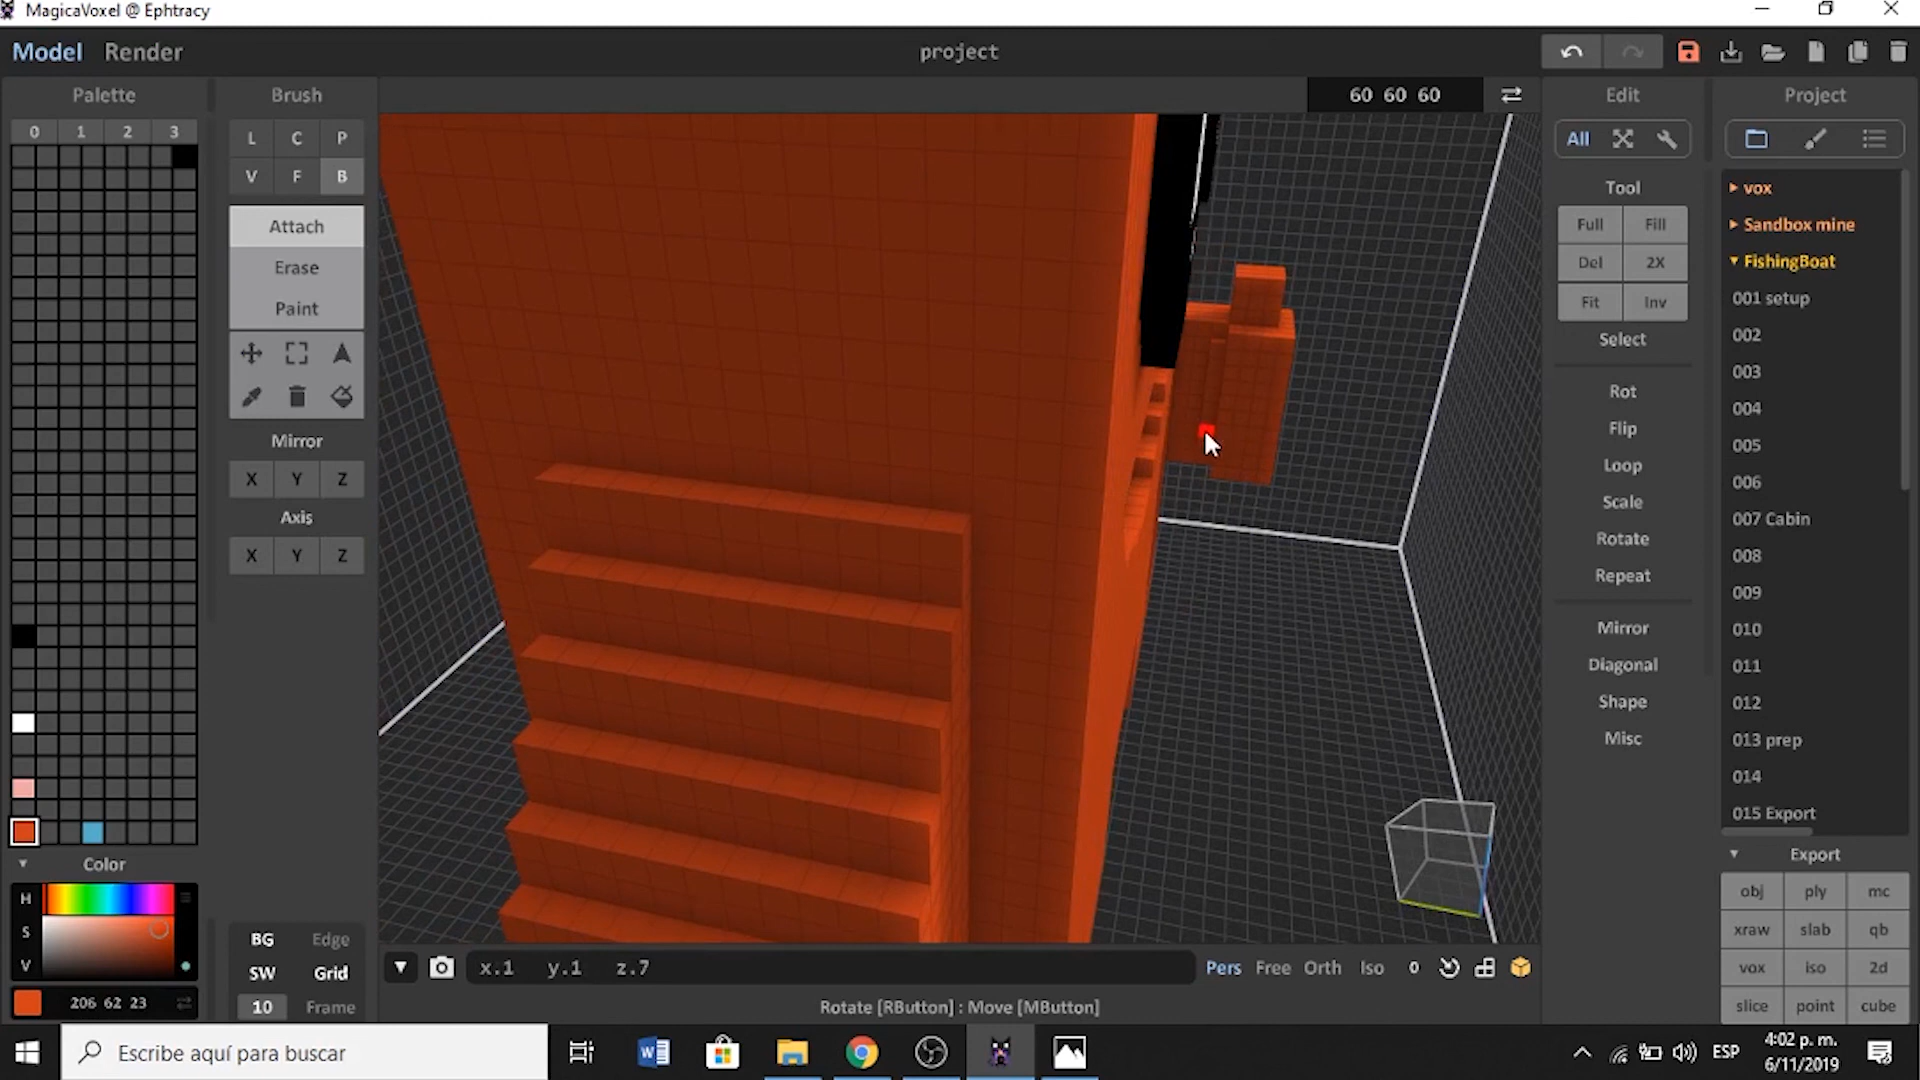 MagicaVoxel @ Ephtracy
Model Render
project
Palette
0 1 2 3
Brush
L C P
V F B
Attach
Erase
Paint
Mirror
X Y Z
Axis
X Y Z
60 60 60
Edit
All
Tool
Full Fill
Del 2X
Fit Inv
Select
Rot
Flip
Loop
Scale
Rotate
Repeat
Mirror
Diagonal
Shape
Misc
Project
vox
Sandbox mine
FishingBoat
001 setup
002
003
004
005
006
007 Cabin
008
009
010
011
012
013 prep
014
015 Export
Export
obj ply mc
xraw slab qb
vox iso 2d
slice point cube
Color
H
S
V
206 62 23
BG Edge
SW Grid
10 Frame
x.1 y.1 z.7
Pers Free Orth Iso 0
Rotate [RButton] : Move [MButton]
Escribe aquí para buscar
ESP
4:02 p. m.
6/11/2019